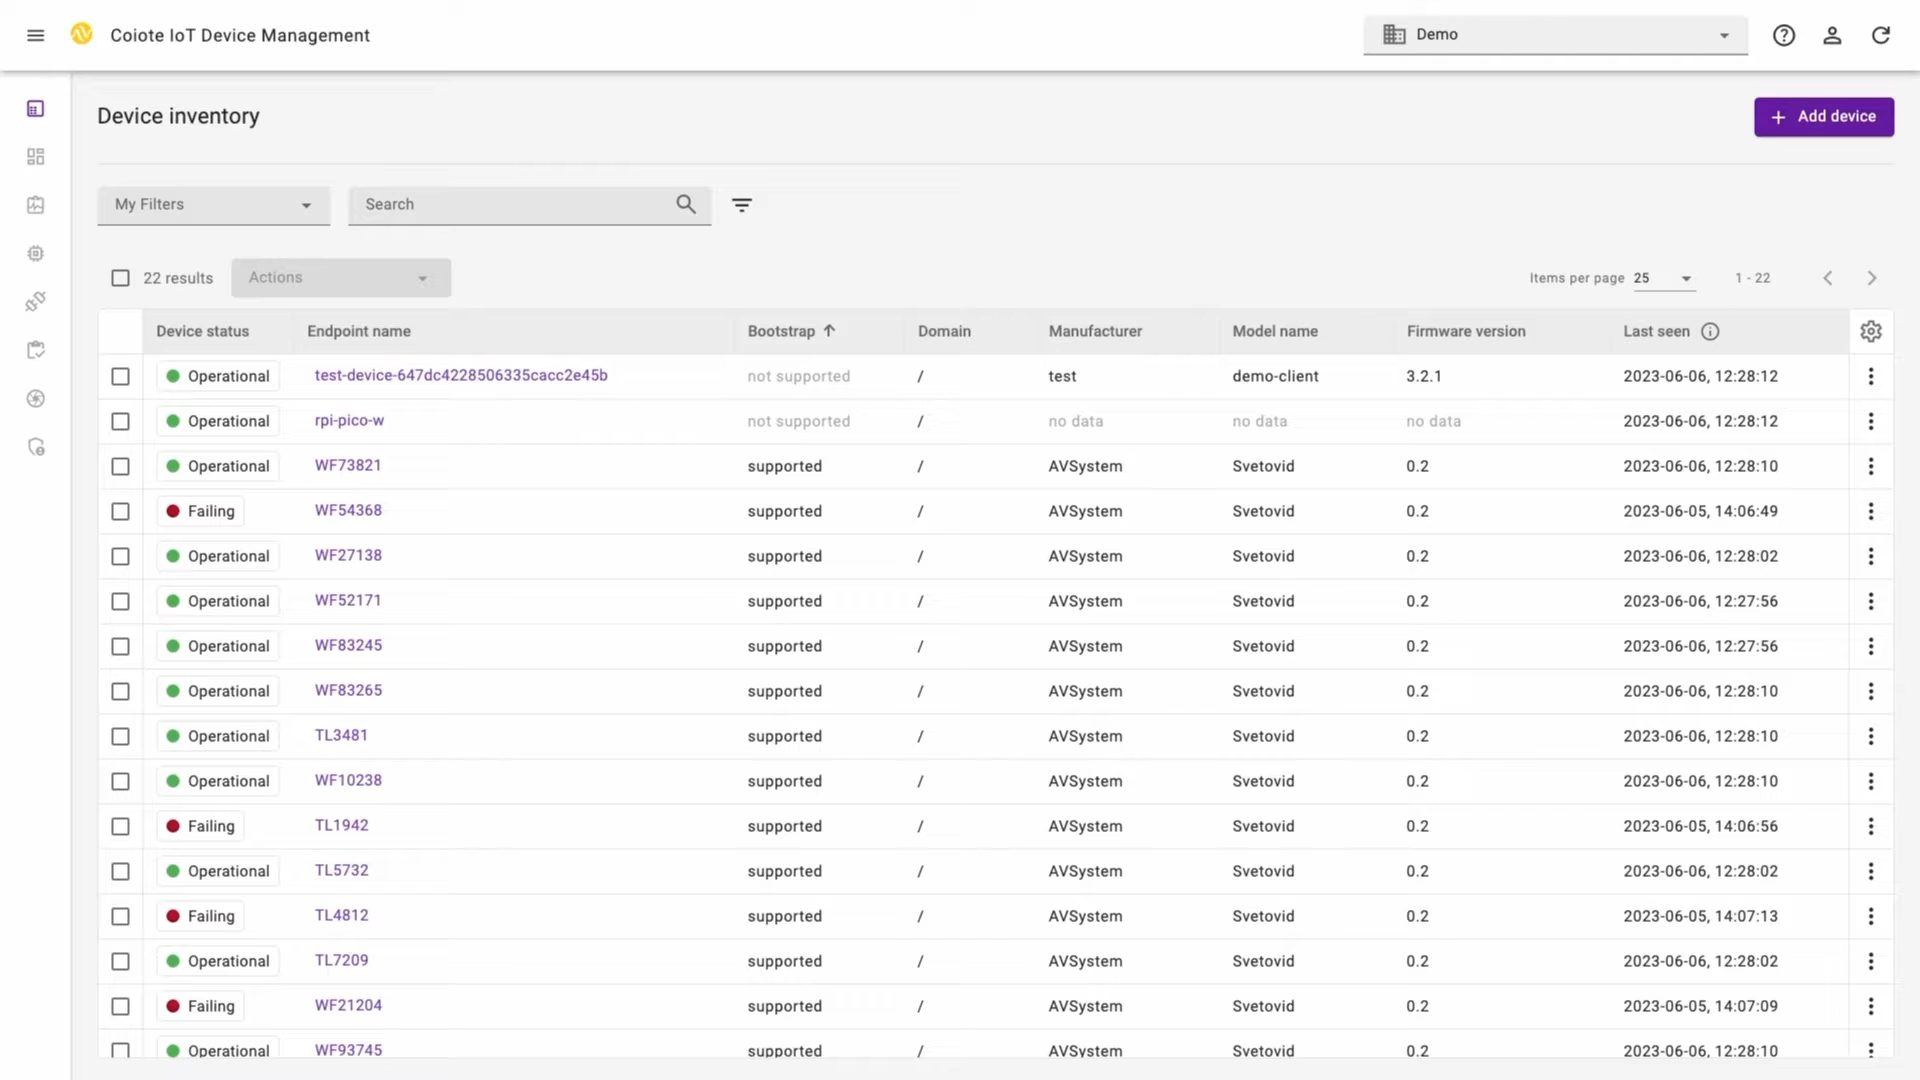 Coiote IoT Device Management
Demo
Device inventory
+ Add device
My Filters
Search
22 results
Actions
Items per page 25
1 - 22
Device status Endpoint name Bootstrap ↑ Domain Manufacturer Model name Firmware version Last seen
Operational test-device-647dc4228506335cacc2e45b not supported / test demo-client 3.2.1 2023-06-06, 12:28:12
Operational rpi-pico-w not supported / no data no data no data 2023-06-06, 12:28:12
Operational WF73821 supported / AVSystem Svetovid 0.2 2023-06-06, 12:28:10
Failing WF54368 supported / AVSystem Svetovid 0.2 2023-06-05, 14:06:49
Operational WF27138 supported / AVSystem Svetovid 0.2 2023-06-06, 12:28:02
Operational WF52171 supported / AVSystem Svetovid 0.2 2023-06-06, 12:27:56
Operational WF83245 supported / AVSystem Svetovid 0.2 2023-06-06, 12:27:56
Operational WF83265 supported / AVSystem Svetovid 0.2 2023-06-06, 12:28:10
Operational TL3481 supported / AVSystem Svetovid 0.2 2023-06-06, 12:28:10
Operational WF10238 supported / AVSystem Svetovid 0.2 2023-06-06, 12:28:10
Failing TL1942 supported / AVSystem Svetovid 0.2 2023-06-05, 14:06:56
Operational TL5732 supported / AVSystem Svetovid 0.2 2023-06-06, 12:28:02
Failing TL4812 supported / AVSystem Svetovid 0.2 2023-06-05, 14:07:13
Operational TL7209 supported / AVSystem Svetovid 0.2 2023-06-06, 12:28:02
Failing WF21204 supported / AVSystem Svetovid 0.2 2023-06-05, 14:07:09
Operational WF93745 supported / AVSystem Svetovid 0.2 2023-06-06, 12:28:10